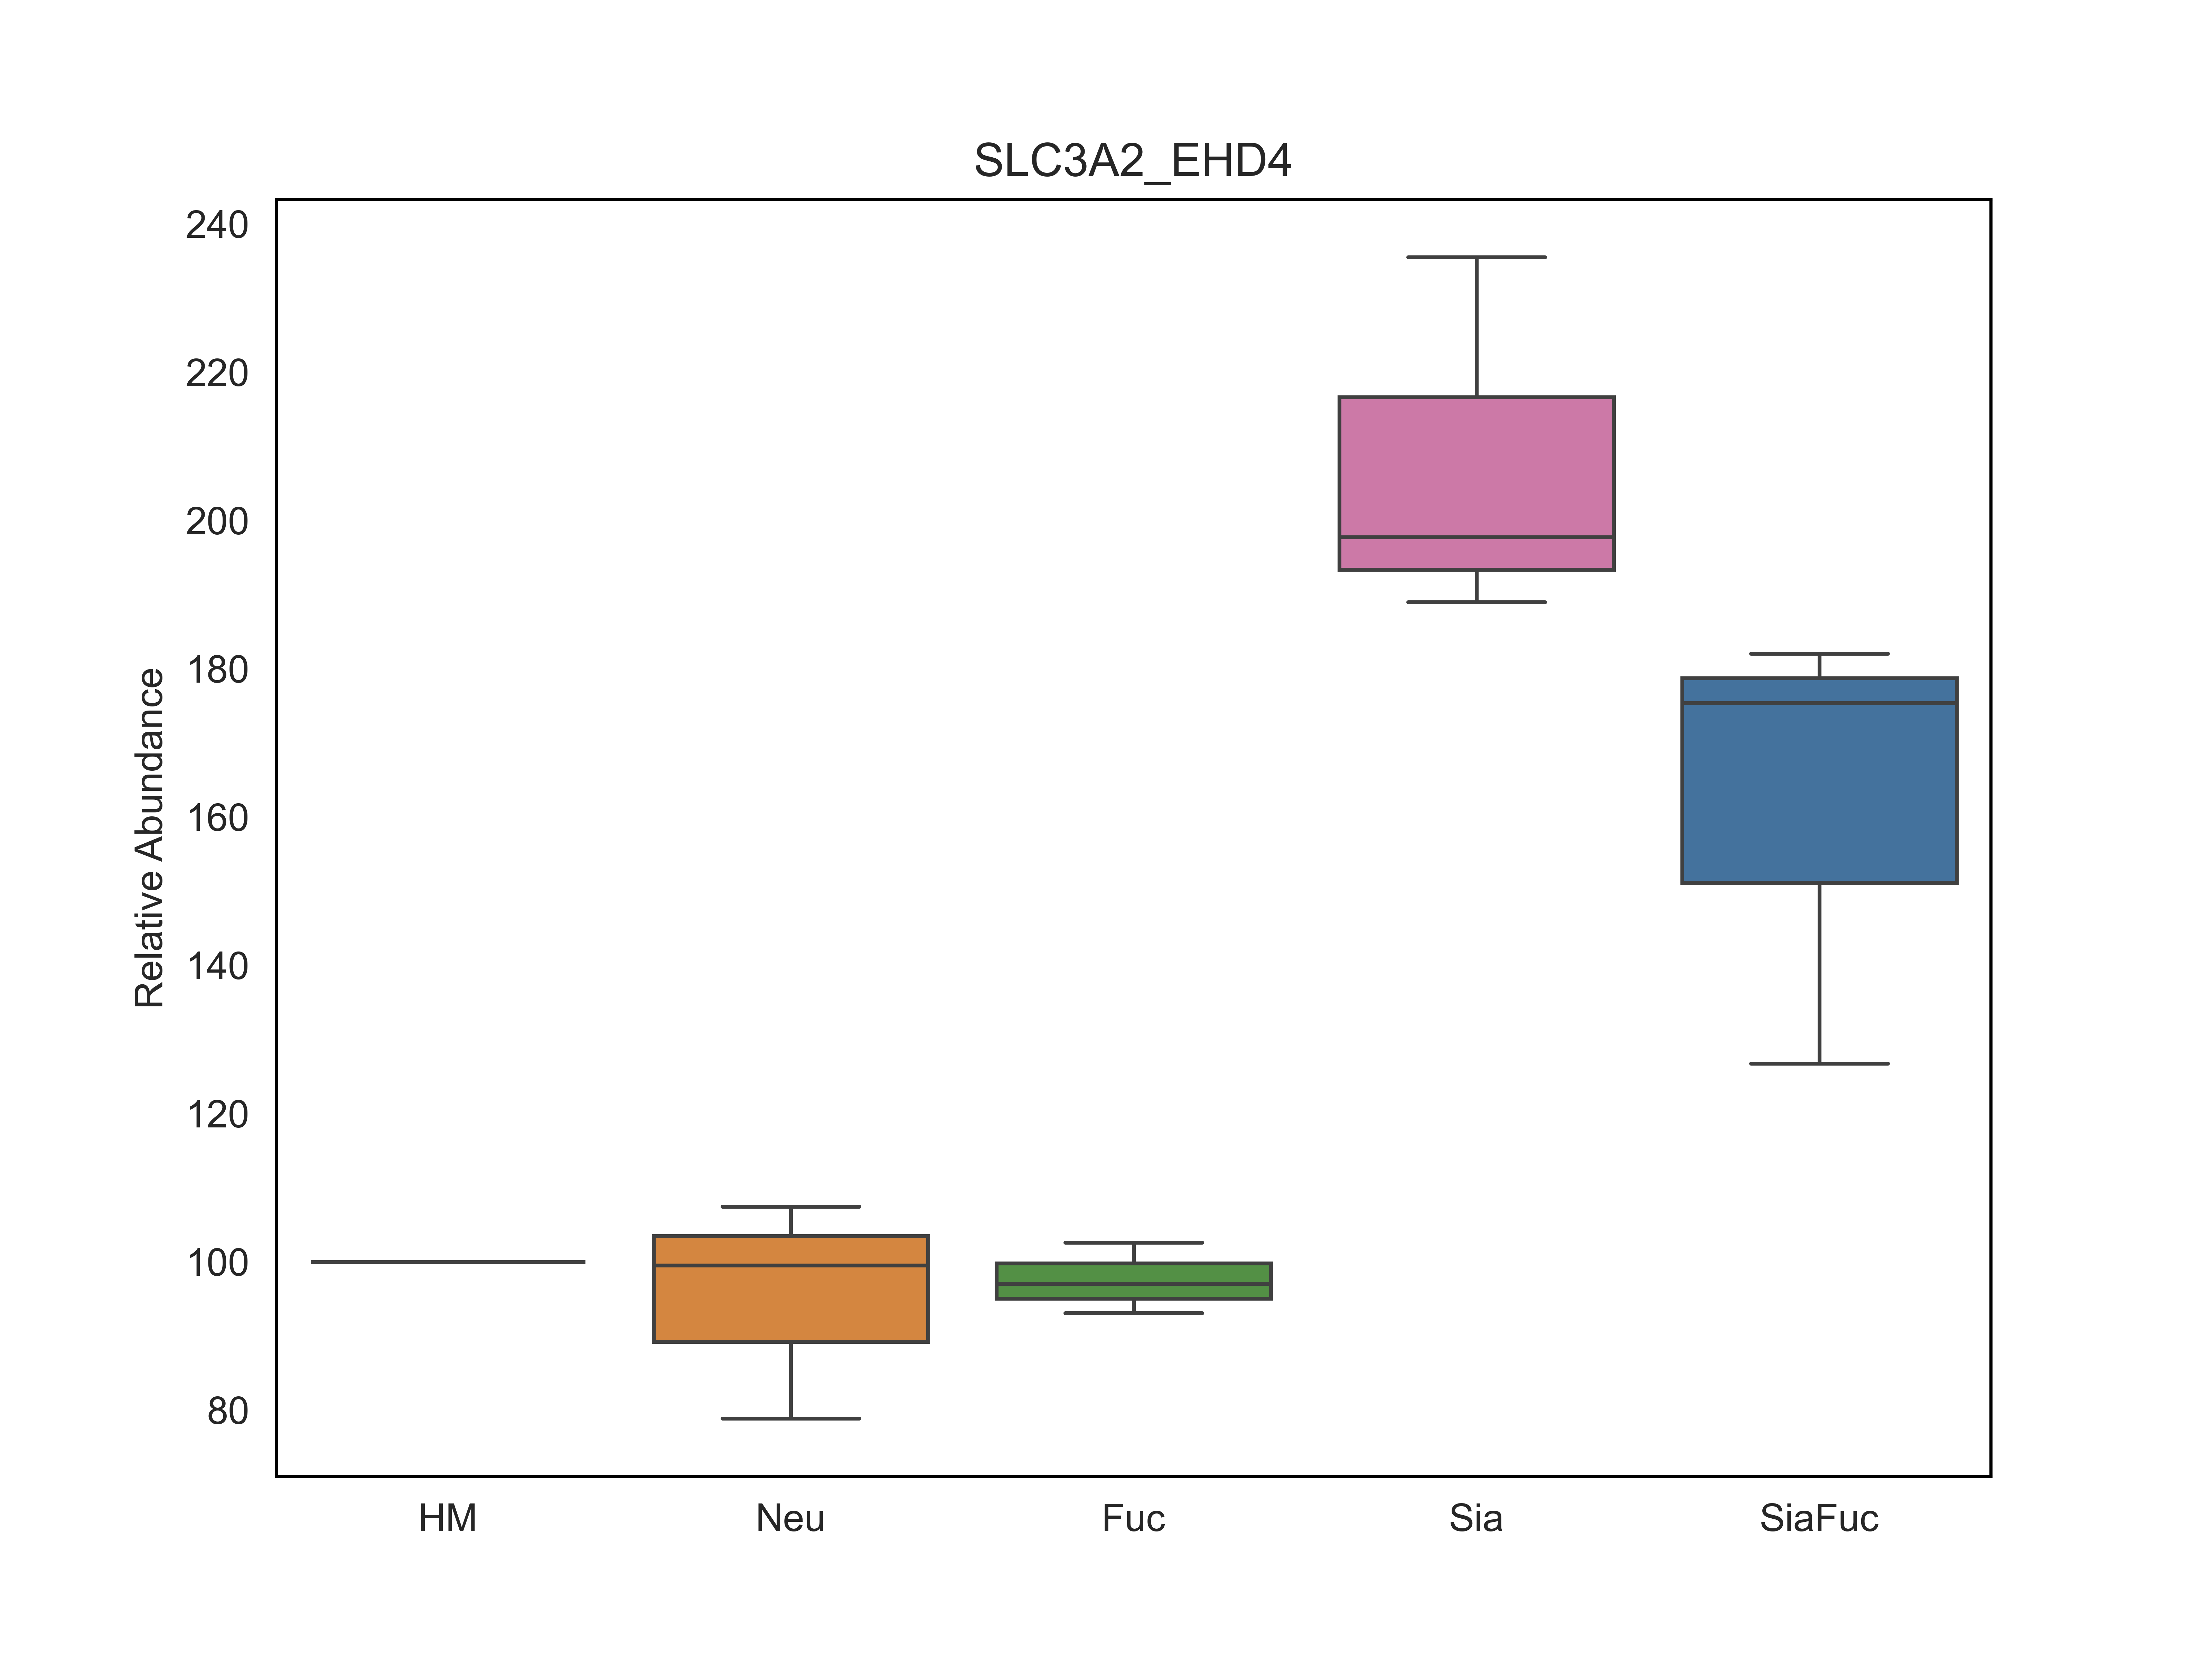 SLC3A2_EHD4
240
220
200
180
160
140
120
100
80
Relative Abundance
HM
Neu
Fuc
Sia
SiaFuc